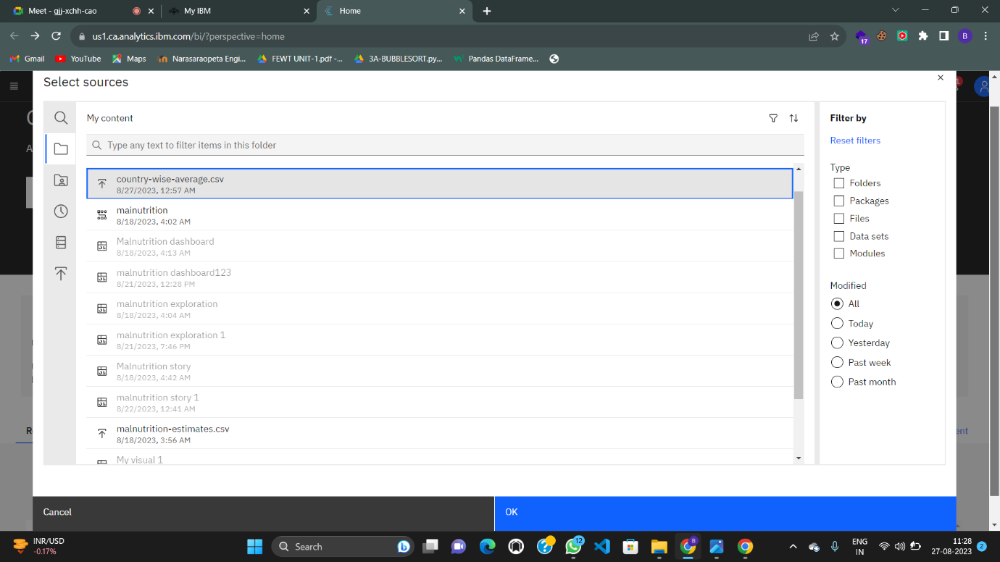 Meet - gjj-xchh-cao
My IBM
Home
us1.ca.analytics.ibm.com/bi/?perspective=home
17
B
Gmail
YouTube
Maps
Narasaraopeta Engi...
FEWT UNIT-1.pdf -...
3A-BUBBLESORT.py...
Pandas DataFrame...
Select sources
My content
Type any text to filter items in this folder
country-wise-average.csv
8/27/2023, 12:57 AM
mainutrition
8/18/2023, 4:02 AM
Malnutrition dashboard
8/18/2023, 4:13 AM
malnutrition dashboard123
8/21/2023, 12:28 PM
malnutrition exploration
8/18/2023, 4:04 AM
malnutrition exploration 1
8/21/2023, 7:46 PM
Malnutrition story
8/18/2023, 4:42 AM
malnutrition story 1
8/22/2023, 12:41 AM
malnutrition-estimates.csv
8/18/2023, 3:56 AM
My visual 1
Filter by
Reset filters
Type
Folders
Packages
Files
Data sets
Modules
Modified
All
Today
Yesterday
Past week
Past month
Cancel
OK
INR/USD
-0.17%
Search
12
B
ENG
IN
11:28
27-08-2023
2